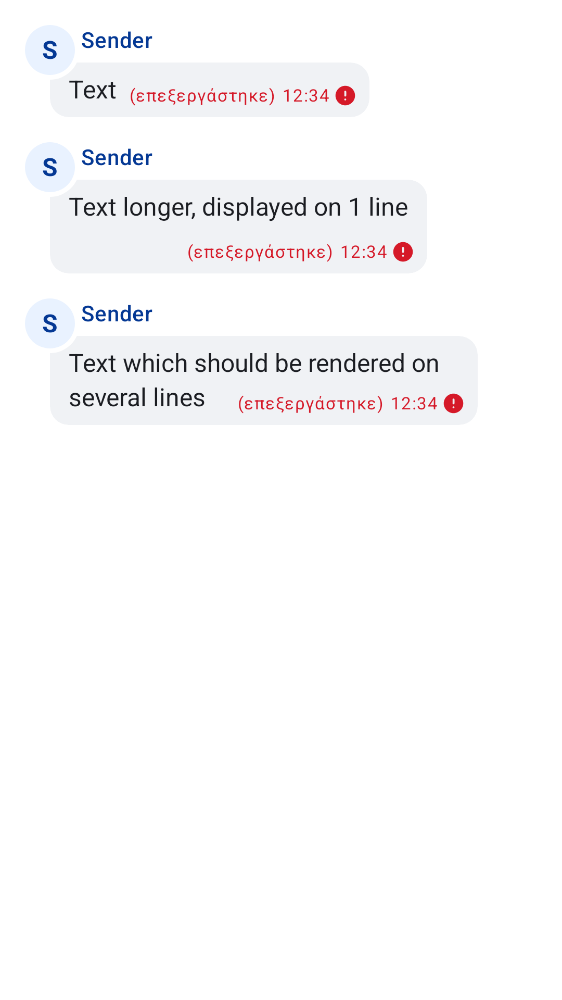 S Sender
Text (επεξεργάστηκε) 12:34
S Sender
Text longer, displayed on 1 line
(επεξεργάστηκε) 12:34
S Sender
Text which should be rendered on
several lines (επεξεργάστηκε) 12:34